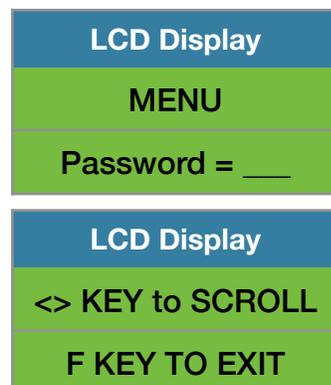 LCD Display
MENU
Password = ___
LCD Display
<> KEY to SCROLL
F KEY TO EXIT